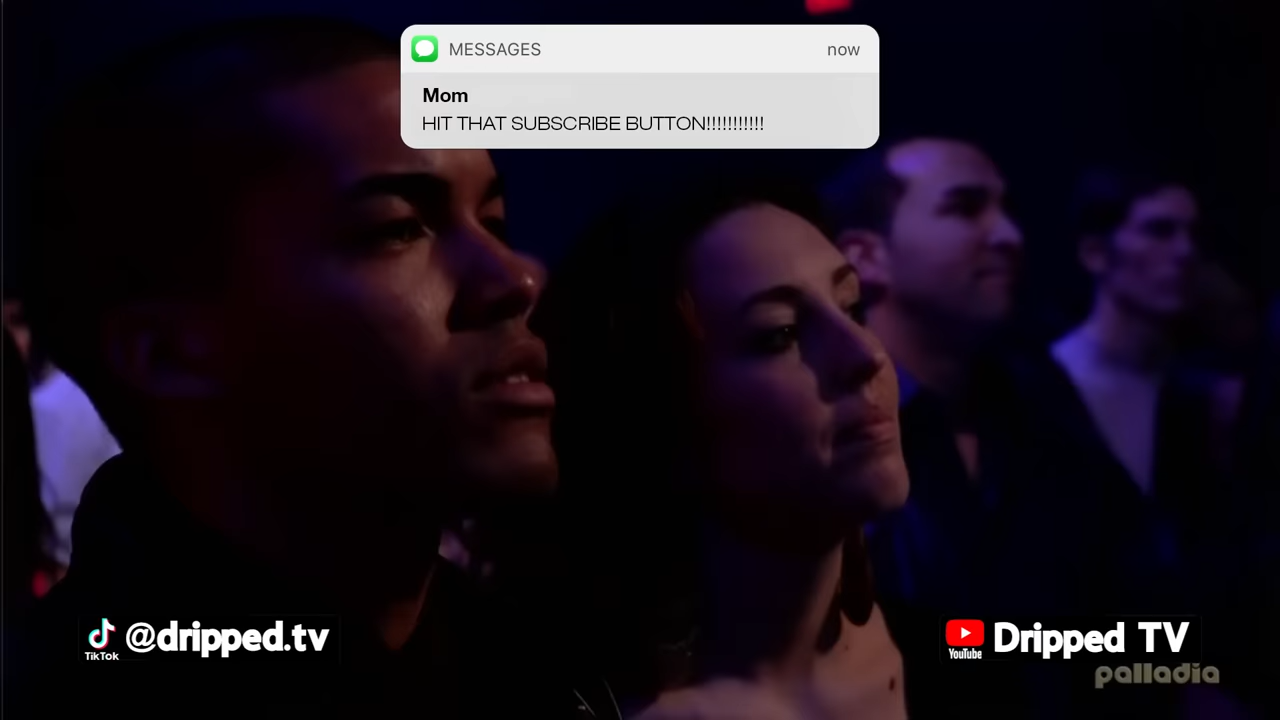 MESSAGES now
Mom
HIT THAT SUBSCRIBE BUTTON!!!!!!!!!!!
TikTok @dripped.tv
YouTube Dripped TV
palladia